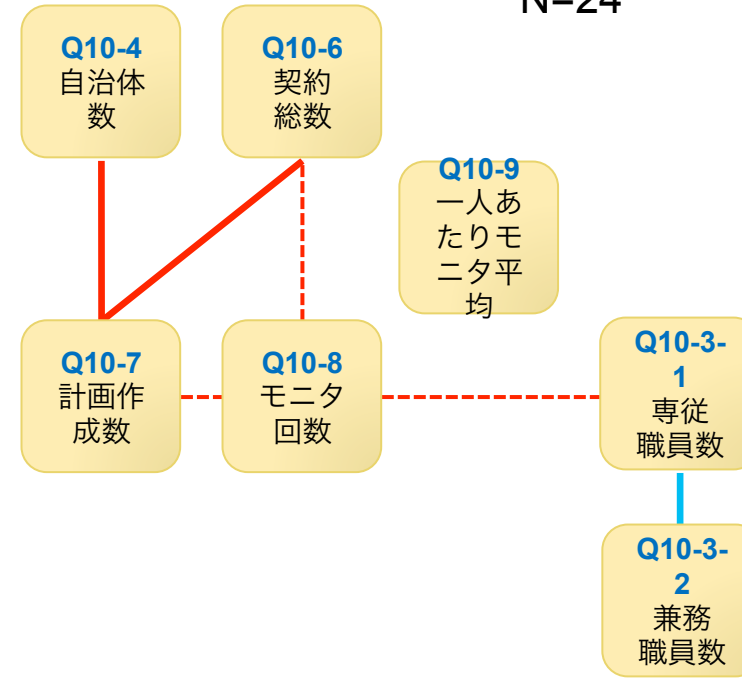 N=24
Q10-4
自治体
数
Q10-6
契約
総数
Q10-9
一人あ
たりモ
ニタ平
均
Q10-7
計画作
成数
Q10-8
モニタ
回数
Q10-3-
1
専従
職員数
Q10-3-
2
兼務
職員数